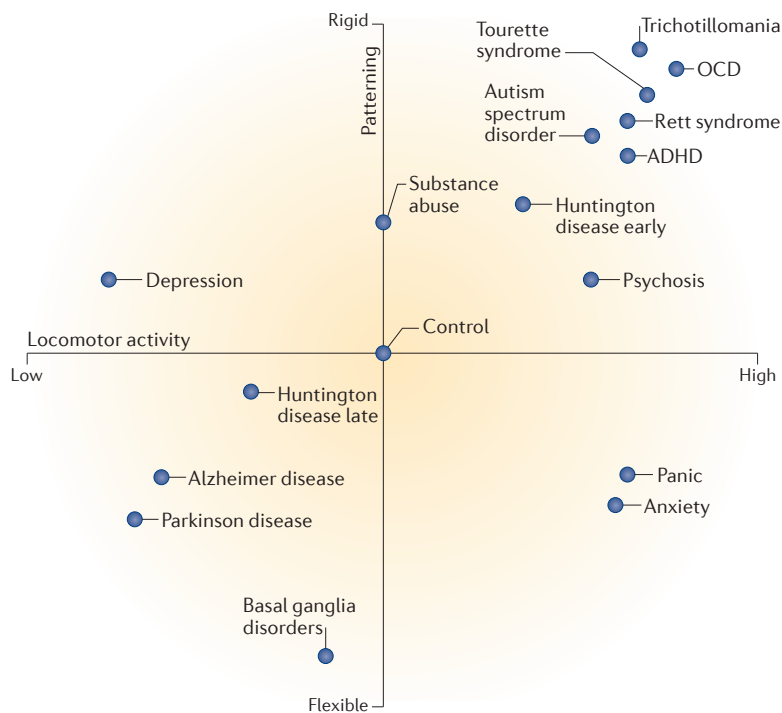 Rigid
Patterning
Trichotillomania
Tourette
syndrome
OCD
Autism
spectrum
disorder
Rett syndrome
ADHD
Substance
abuse
Huntington
disease early
Depression
Psychosis
Control
Locomotor activity
Low
High
Huntington
disease late
Alzheimer disease
Panic
Parkinson disease
Anxiety
Basal ganglia
disorders
Flexible